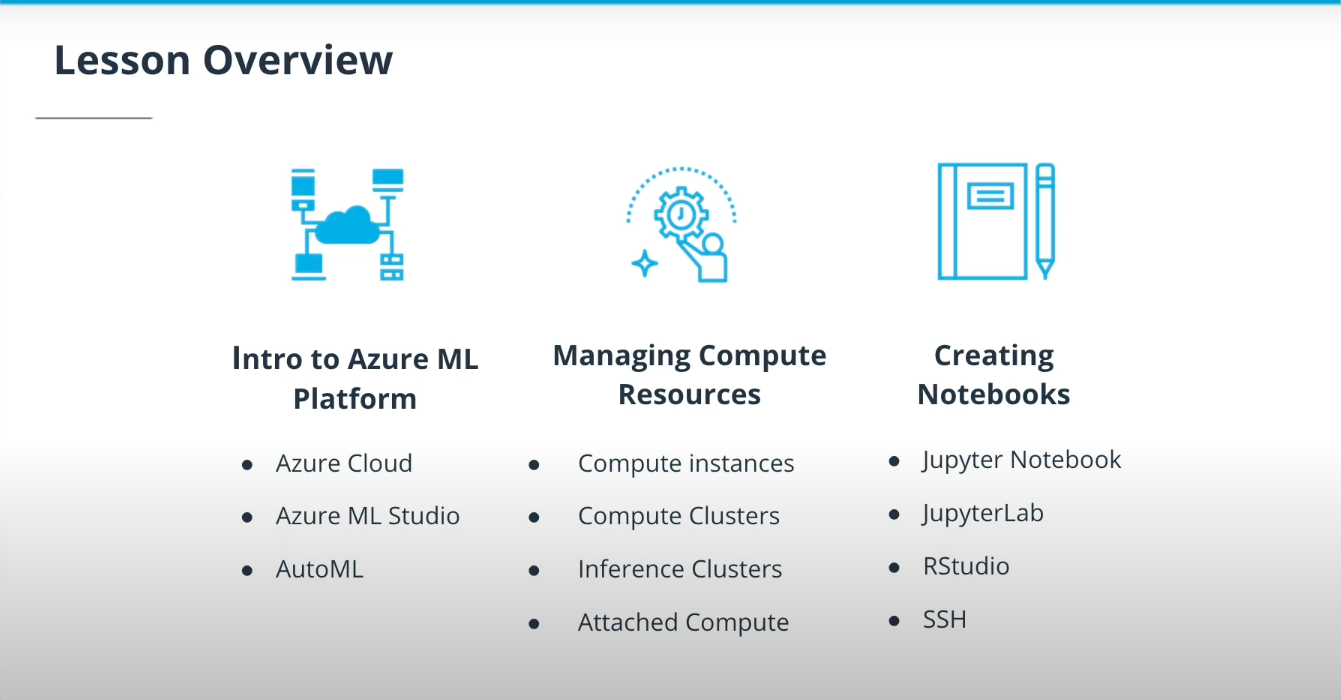 Lesson Overview
Intro to Azure ML
Platform
Azure Cloud
Azure ML Studio
AutoML
Managing Compute
Resources
Compute instances
Compute Clusters
Inference Clusters
Attached Compute
Creating
Notebooks
Jupyter Notebook
JupyterLab
RStudio
SSH